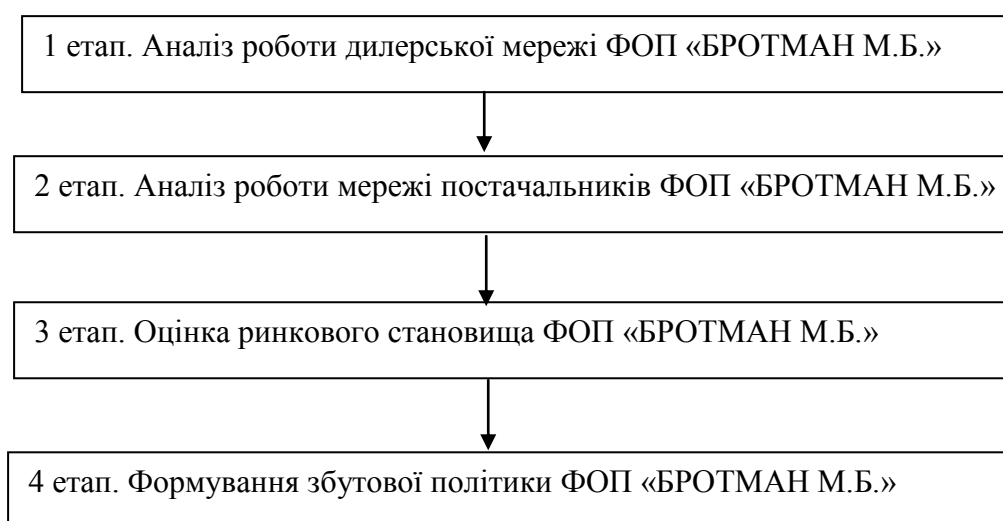 1 етап. Аналіз роботи дилерської мережі ФОП «БРОТМАН М.Б.»
2 етап. Аналіз роботи мережі постачальників ФОП «БРОТМАН М.Б.»
3 етап. Оцінка ринкового становища ФОП «БРОТМАН М.Б.»
4 етап. Формування збутової політики ФОП «БРОТМАН М.Б.»